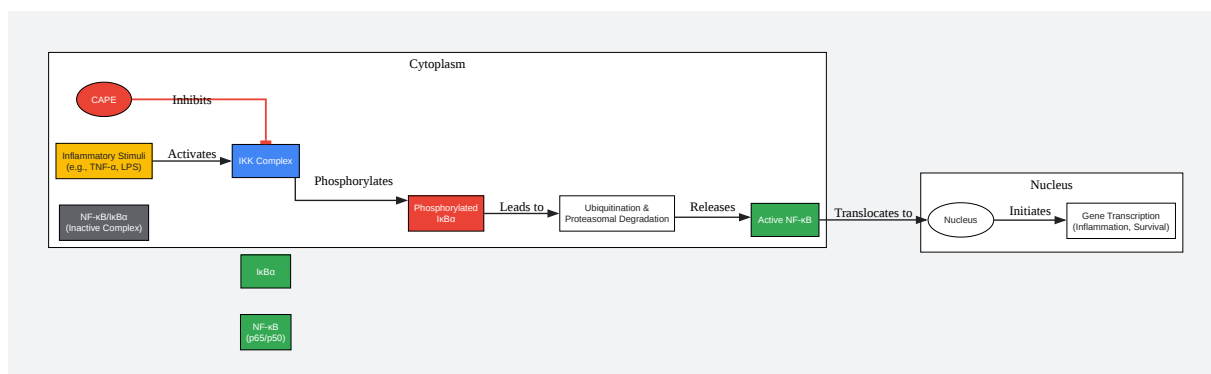 Cytoplasm
CAPE
Inhibits
Inflammatory Stimuli
(e.g., TNF-α, LPS)
Activates
IKK Complex
Phosphorylates
NF-κB/IκBα
(Inactive Complex)
Phosphorylated
IκBα
Leads to
Ubiquitination &
Proteasomal Degradation
Releases
Active NF-κB
Translocates to
Nucleus
Nucleus
Initiates
Gene Transcription
(Inflammation, Survival)
IκBα
NF-κB
(p65/p50)